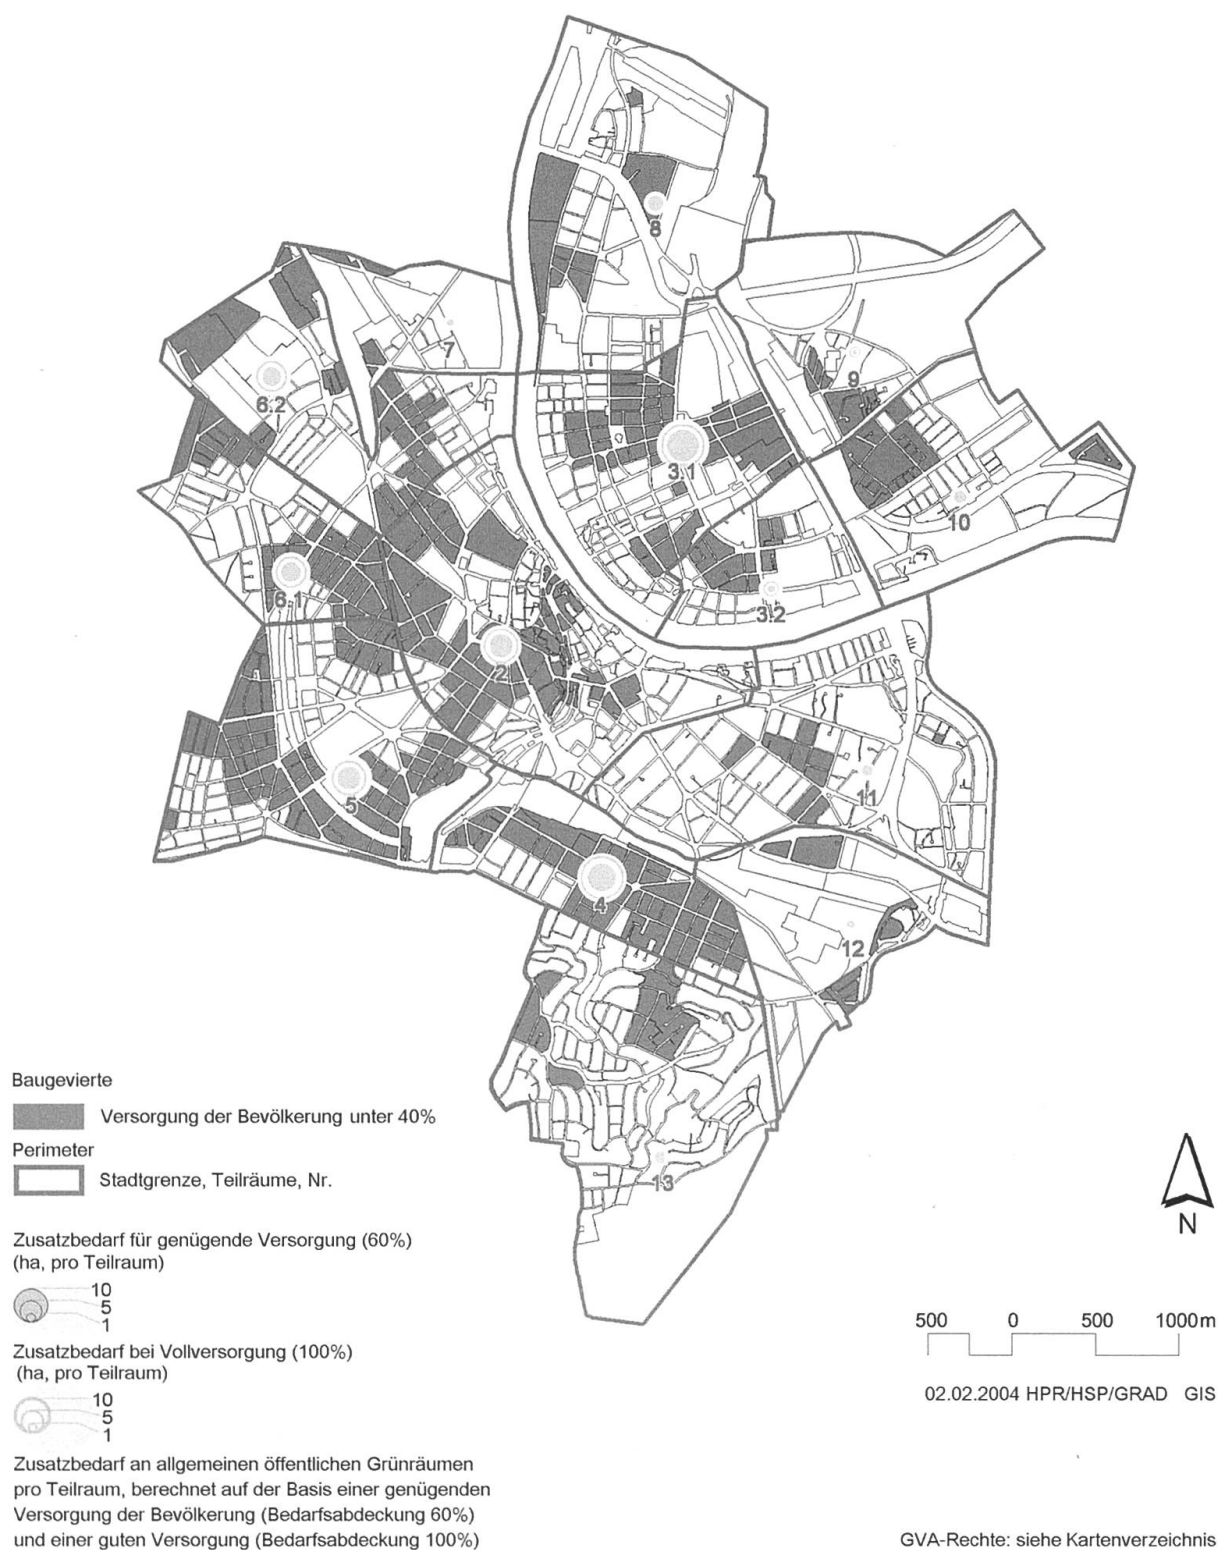 8
7
6.2
9
3.1
10
6.1
3.2
2
5
11
4
12
13
Baugevierte
Versorgung der Bevölkerung unter 40%
Perimeter
Stadtgrenze, Teilräume, Nr.
Zusatzbedarf für genügende Versorgung (60%)
(ha, pro Teilraum)
10
5
1
Zusatzbedarf bei Vollversorgung (100%)
(ha, pro Teilraum)
10
5
1
Zusatzbedarf an allgemeinen öffentlichen Grünräumen
pro Teilraum, berechnet auf der Basis einer genügenden
Versorgung der Bevölkerung (Bedarfsabdeckung 60%)
und einer guten Versorgung (Bedarfsabdeckung 100%)
N
500 0 500 1000m
02.02.2004 HPR/HSP/GRAD GIS
GVA-Rechte: siehe Kartenverzeichnis